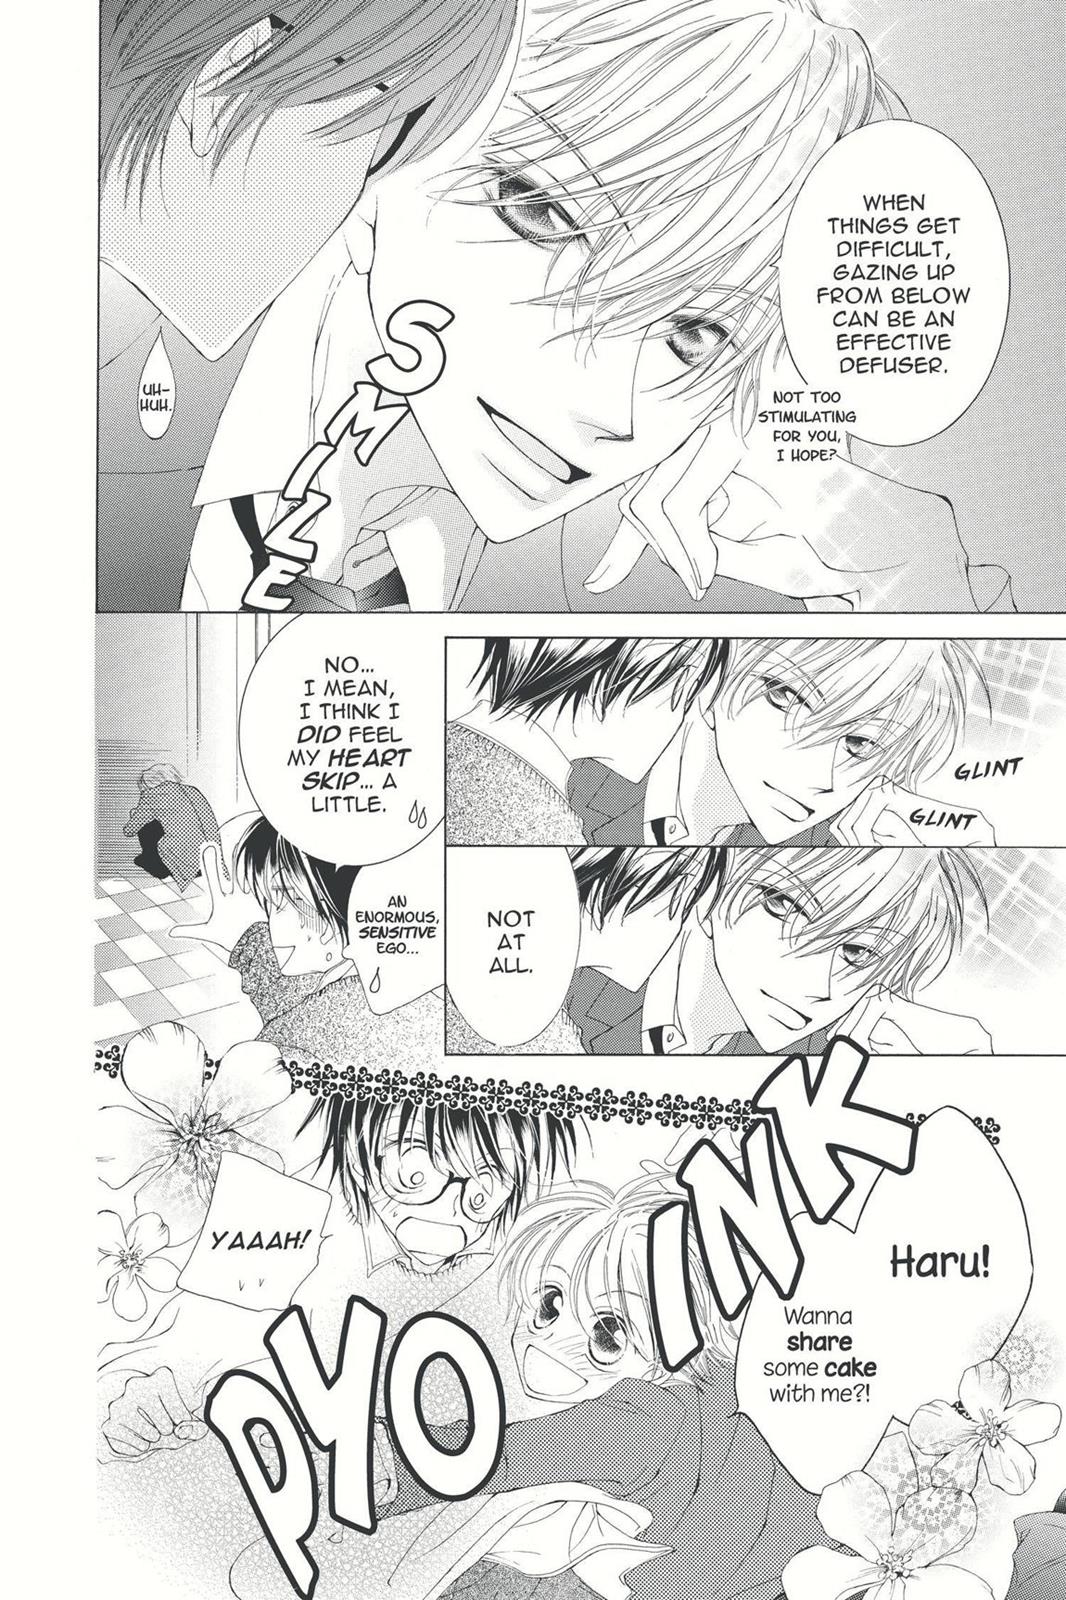 WHEN
THINGS GET
DIFFICULT,
GAZING UP
FROM BELOW
CAN BE AN
EFFECTIVE
DEFUSER.
NOT TOO
STIMULATING
FOR YOU,
I HOPE?
UH-
HUH.
SMILE
GLINT
GLINT
NOT
AT
ALL.
NO...
I MEAN,
I THINK I
DID FEEL
MY HEART
SKIP... A
LITTLE.
AN
ENORMOUS,
SENSITIVE
EGO...
Haru!
Wanna
share
some cake
with me?!
YAAAH!
PYOINK